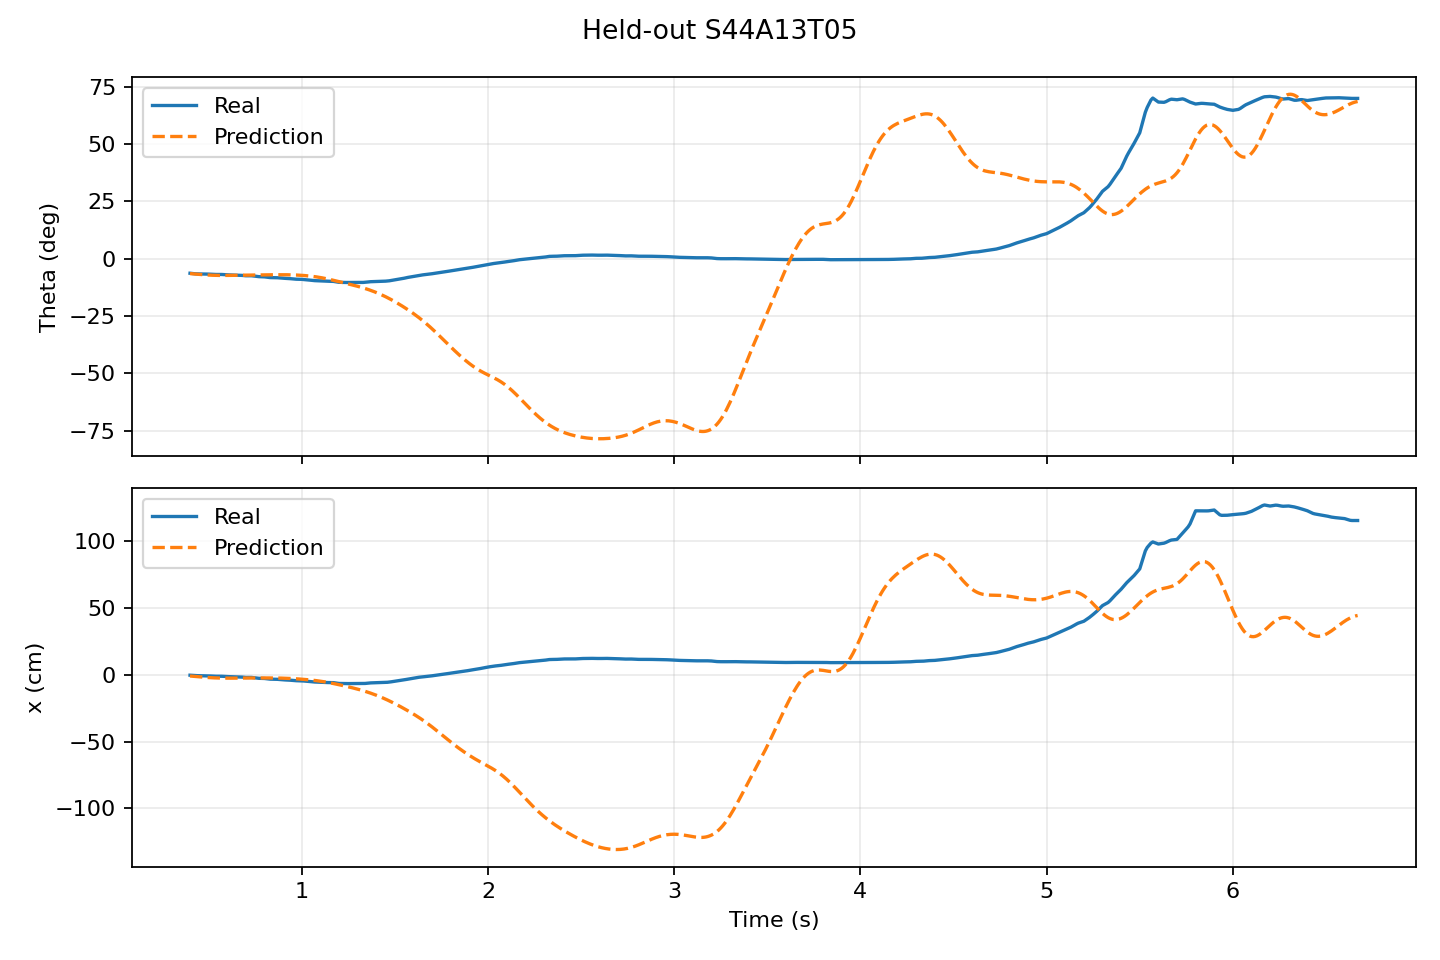 Held-out S44A13T05
75
50
25
0
−25
−50
−75
Theta (deg)
Real
Prediction
100
50
0
−50
−100
x (cm)
Real
Prediction
1 2 3 4 5 6
Time (s)